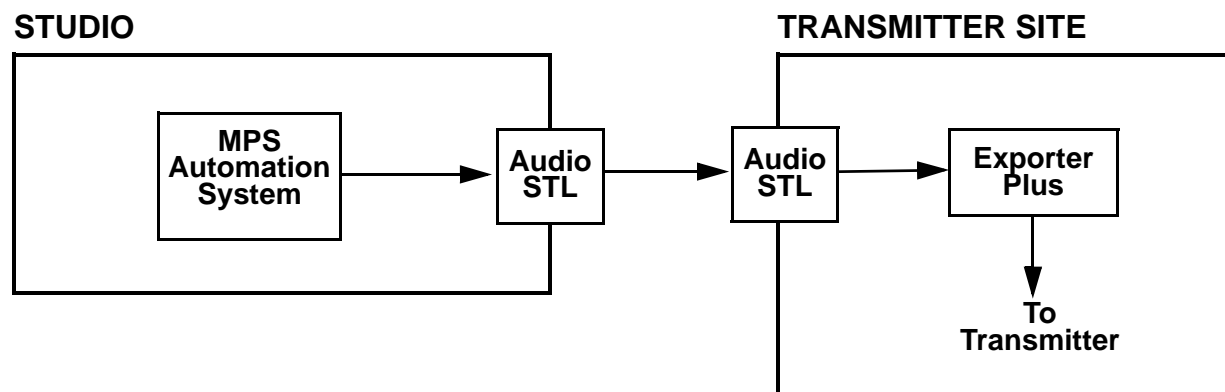 STUDIO
TRANSMITTER SITE
MPS
Automation
System
Audio
STL
Audio
STL
Exporter
Plus
To
Transmitter